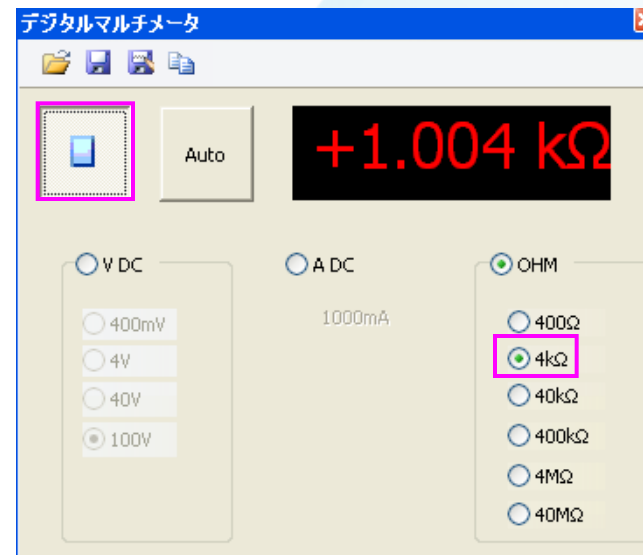 デジタルマルチメータ
Auto
+1.004 kΩ
V DC
A DC
OHM
400mV
1000mA
400Ω
4V
4kΩ
40V
40kΩ
100V
400kΩ
4MΩ
40MΩ